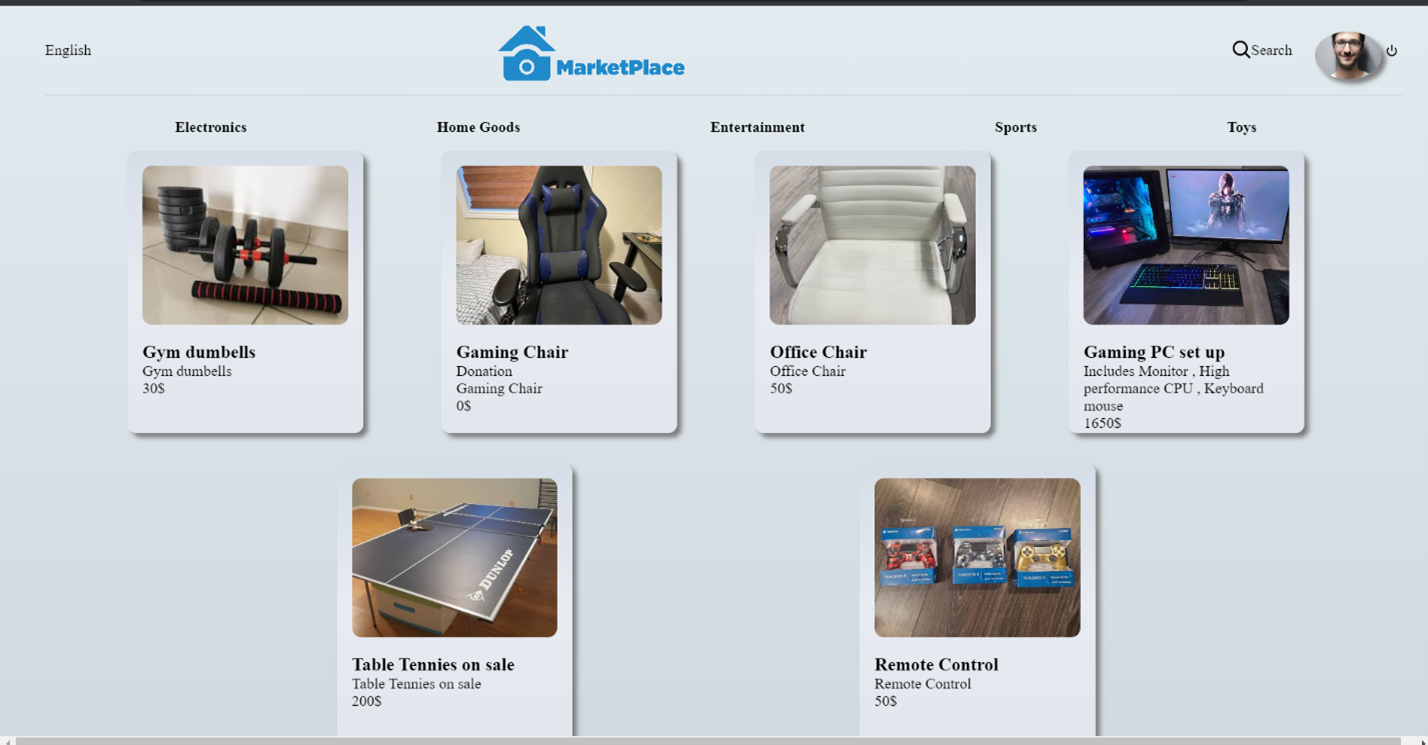 English
MarketPlace
Search
Electronics
Home Goods
Entertainment
Sports
Toys
Gym dumbells
Gym dumbells
30$
Gaming Chair
Donation
Gaming Chair
0$
Office Chair
Office Chair
50$
Gaming PC set up
Includes Monitor , High
performance CPU , Keyboard
mouse
1650$
DUNLOP
Table Tennies on sale
Table Tennies on sale
200$
Remote Control
Remote Control
50$